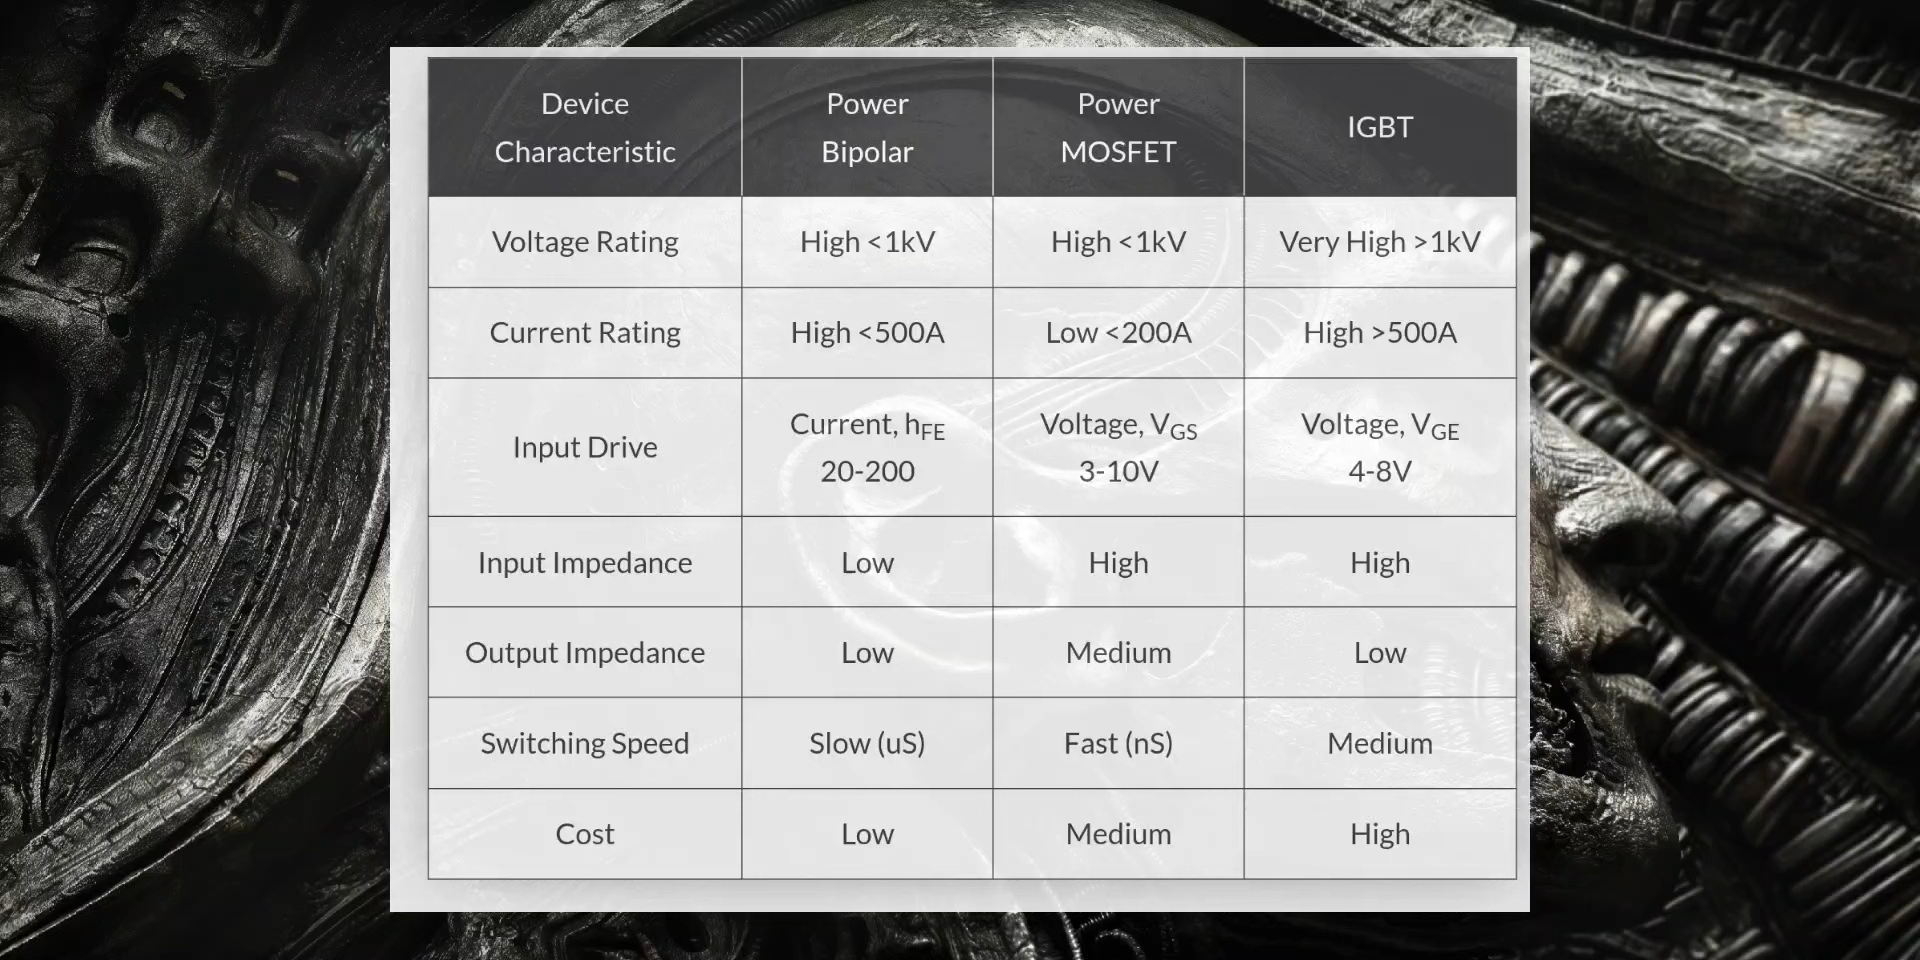 Device Characteristic
Power Bipolar
Power MOSFET
IGBT
Voltage Rating
High <1kV
High <1kV
Very High >1kV
Current Rating
High <500A
Low <200A
High >500A
Input Drive
Current, hFE
20-200
Voltage, VGS
3-10V
Voltage, VGE
4-8V
Input Impedance
Low
High
High
Output Impedance
Low
Medium
Low
Switching Speed
Slow (uS)
Fast (nS)
Medium
Cost
Low
Medium
High